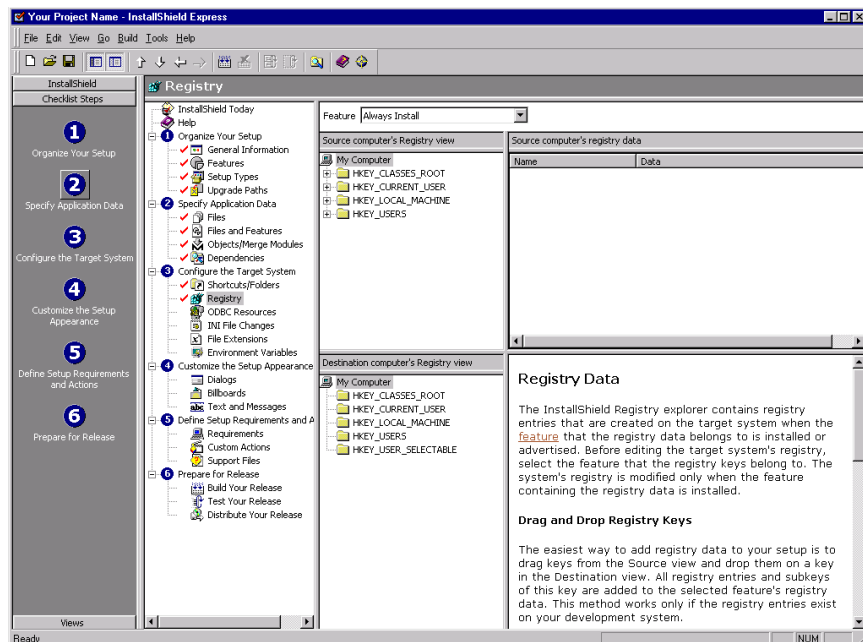 Your Project Name - InstallShield Express
File Edit View Go Build Tools Help
InstallShield
Checklist Steps
1
Organize Your Setup
2
Specify Application Data
3
Configure the Target System
4
Customize the Setup
Appearance
5
Define Setup Requirements
and Actions
6
Prepare for Release
Views
Registry
InstallShield Today
Help
1 Organize Your Setup
General Information
Features
Setup Types
Upgrade Paths
2 Specify Application Data
Files
Files and Features
Objects/Merge Modules
Dependencies
3 Configure the Target System
Shortcuts/Folders
Registry
ODBC Resources
INI File Changes
File Extensions
Environment Variables
4 Customize the Setup Appearance
Dialogs
Billboards
Text and Messages
5 Define Setup Requirements and A
Requirements
Custom Actions
Support Files
6 Prepare for Release
Build Your Release
Test Your Release
Distribute Your Release
Feature Always Install
Source computer's Registry view
My Computer
HKEY_CLASSES_ROOT
HKEY_CURRENT_USER
HKEY_LOCAL_MACHINE
HKEY_USERS
Source computer's registry data
Name Data
Destination computer's Registry view
My Computer
HKEY_CLASSES_ROOT
HKEY_CURRENT_USER
HKEY_LOCAL_MACHINE
HKEY_USERS
HKEY_USER_SELECTABLE
Registry Data
The InstallShield Registry explorer contains registry
entries that are created on the target system when the
feature that the registry data belongs to is installed or
advertised. Before editing the target system's registry,
select the feature that the registry keys belong to. The
system's registry is modified only when the feature
containing the registry data is installed.
Drag and Drop Registry Keys
The easiest way to add registry data to your setup is to
drag keys from the Source view and drop them on a key
in the Destination view. All registry entries and subkeys
of this key are added to the selected feature's registry
data. This method works only if the registry entries exist
on your development system.
Ready
NUM